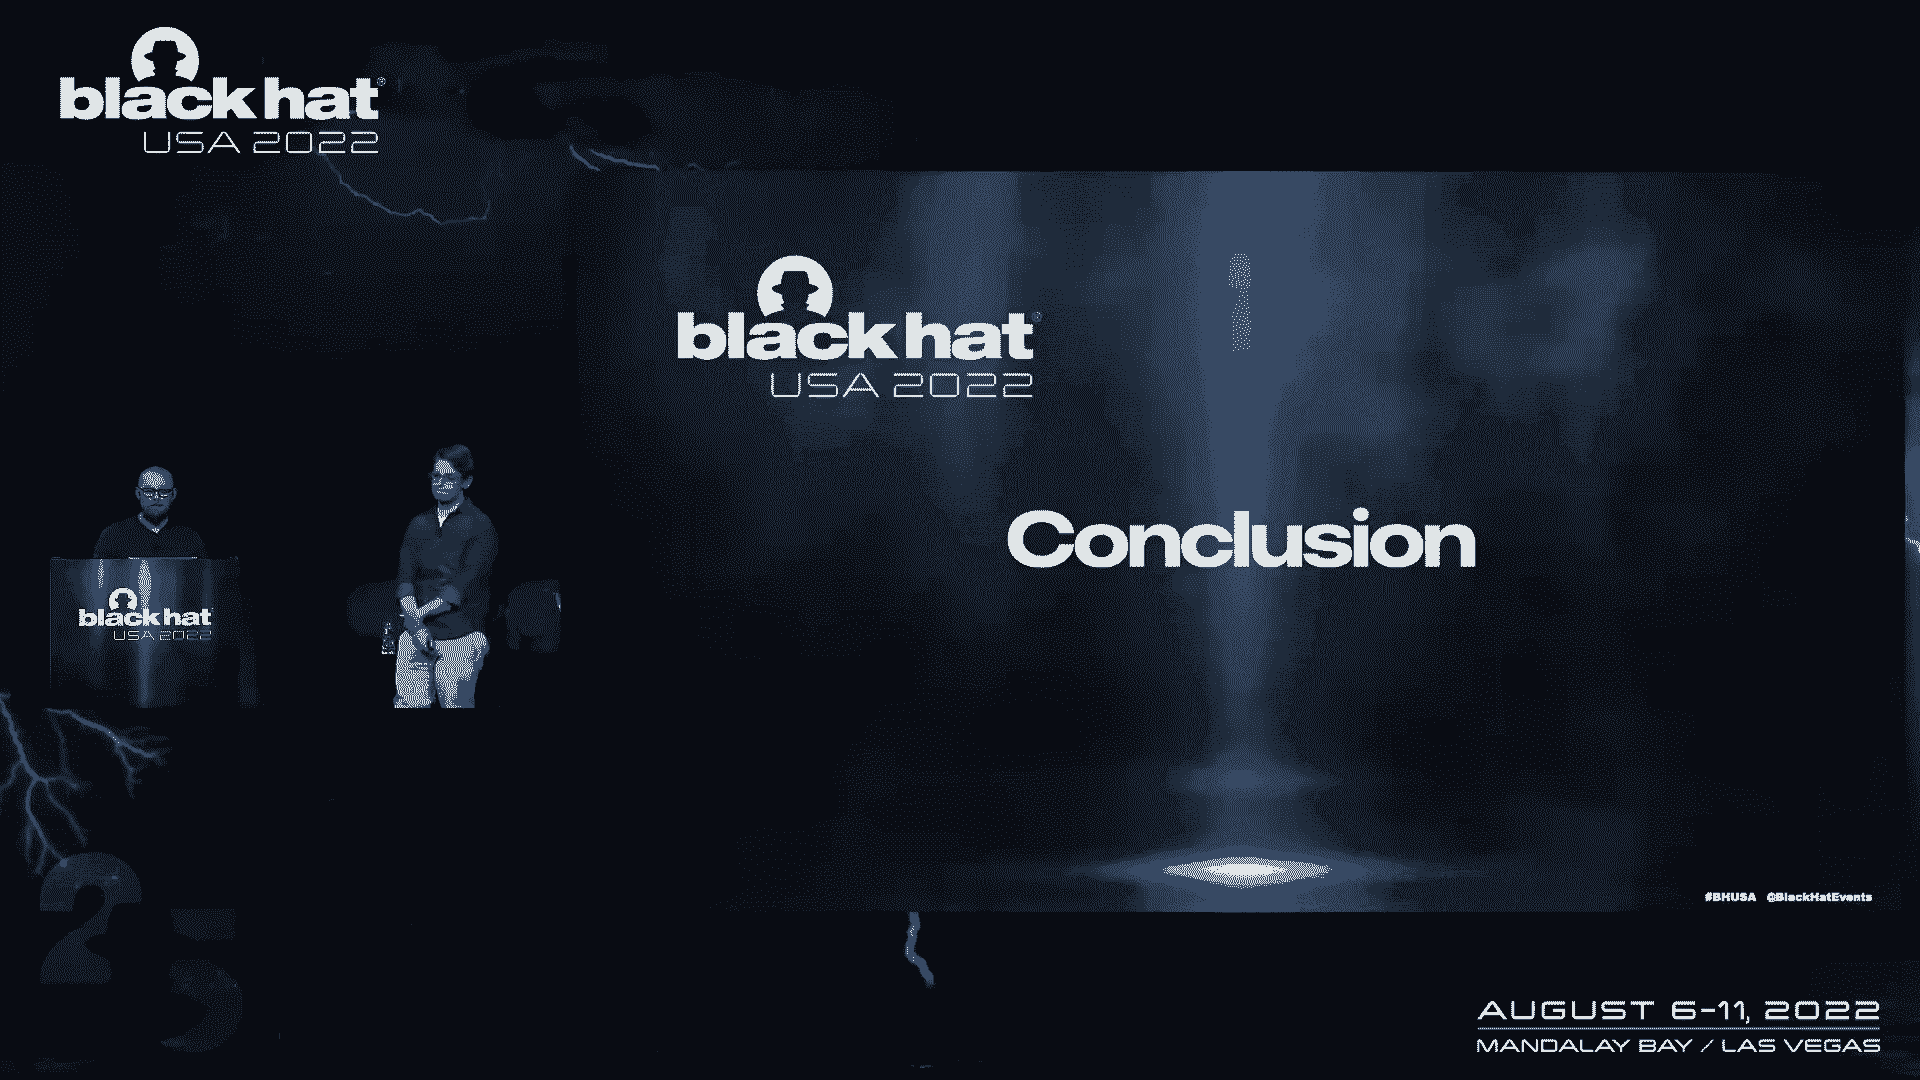 black hat®
USA 2022
black hat®
USA 2022
Conclusion
black hat
USA 2022
#BHUSA @BlackHatEvents
25
AUGUST 6-11, 2022
MANDALAY BAY / LAS VEGAS